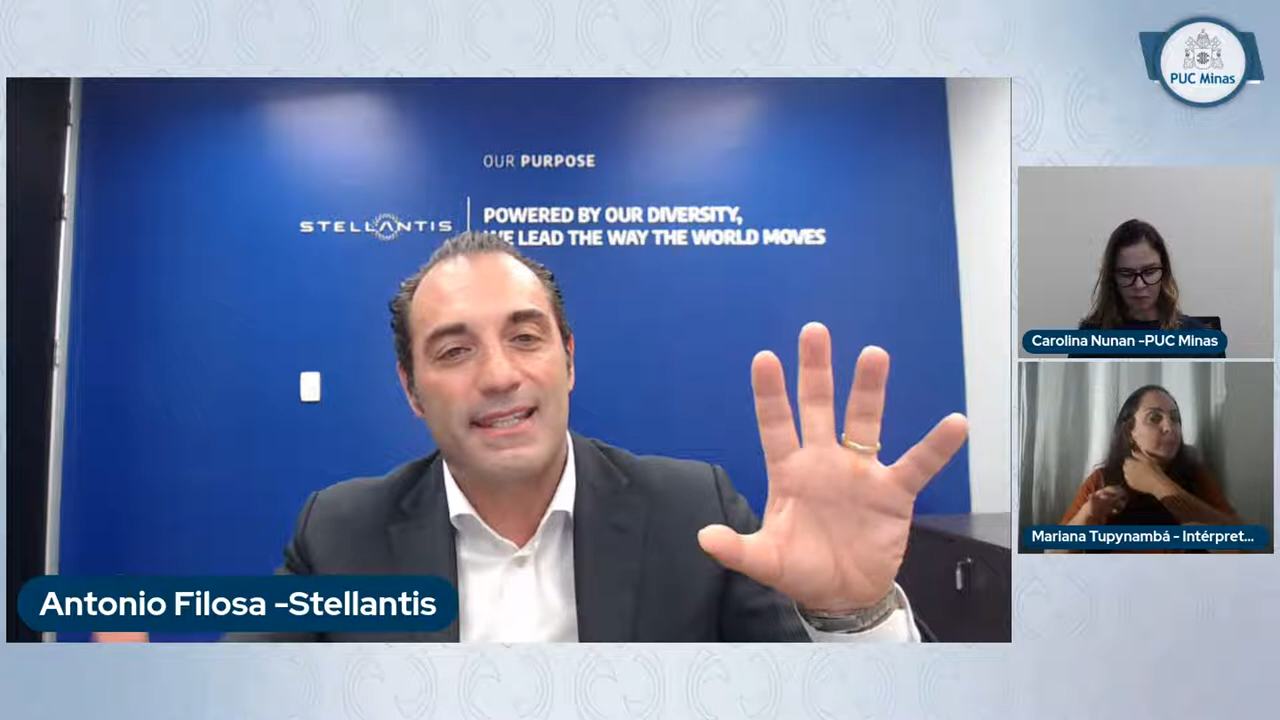 PUC Minas
OUR PURPOSE
STELLANTIS
POWERED BY OUR DIVERSITY,
WE LEAD THE WAY THE WORLD MOVES
Carolina Nunan -PUC Minas
Mariana Tupynambá - Intérpret...
Antonio Filosa -Stellantis